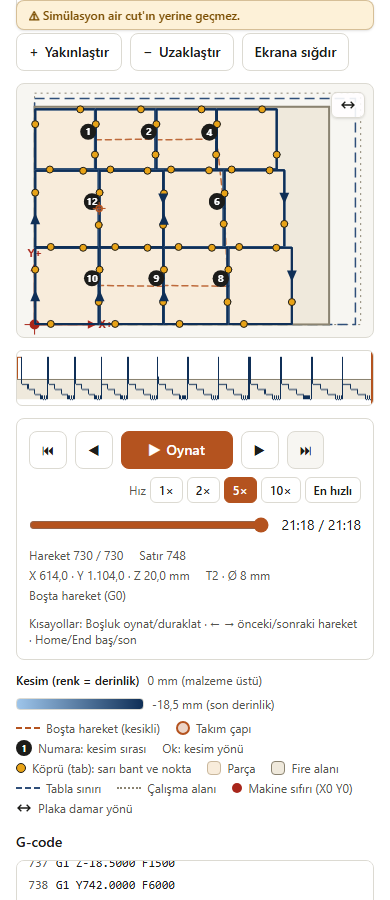 ⚠ Simülasyon air cut'ın yerine geçmez.
+ Yakınlaştır − Uzaklaştır Ekrana sığdır
↔
1 2 4
12 6
Y+
10 9 8
X+
⏮ ◀ ▶ Oynat ▶ ⏭
Hız 1× 2× 5× 10× En hızlı
21:18 / 21:18
Hareket 730 / 730 Satır 748
X 614,0 · Y 1.104,0 · Z 20,0 mm T2 · Ø 8 mm
Boşta hareket (G0)
Kısayollar: Boşluk oynat/duraklat · ← → önceki/sonraki hareket
· Home/End baş/son
Kesim (renk = derinlik) 0 mm (malzeme üstü)
-18,5 mm (son derinlik)
Boşta hareket (kesikli) Takım çapı
1 Numara: kesim sırası Ok: kesim yönü
Köprü (tab): sarı bant ve nokta Parça Fire alanı
Tabla sınırı Çalışma alanı Makine sıfırı (X0 Y0)
↔ Plaka damar yönü
G-code
737 G1 Z-18.5000 F1500
738 G1 Y742.0000 F6000